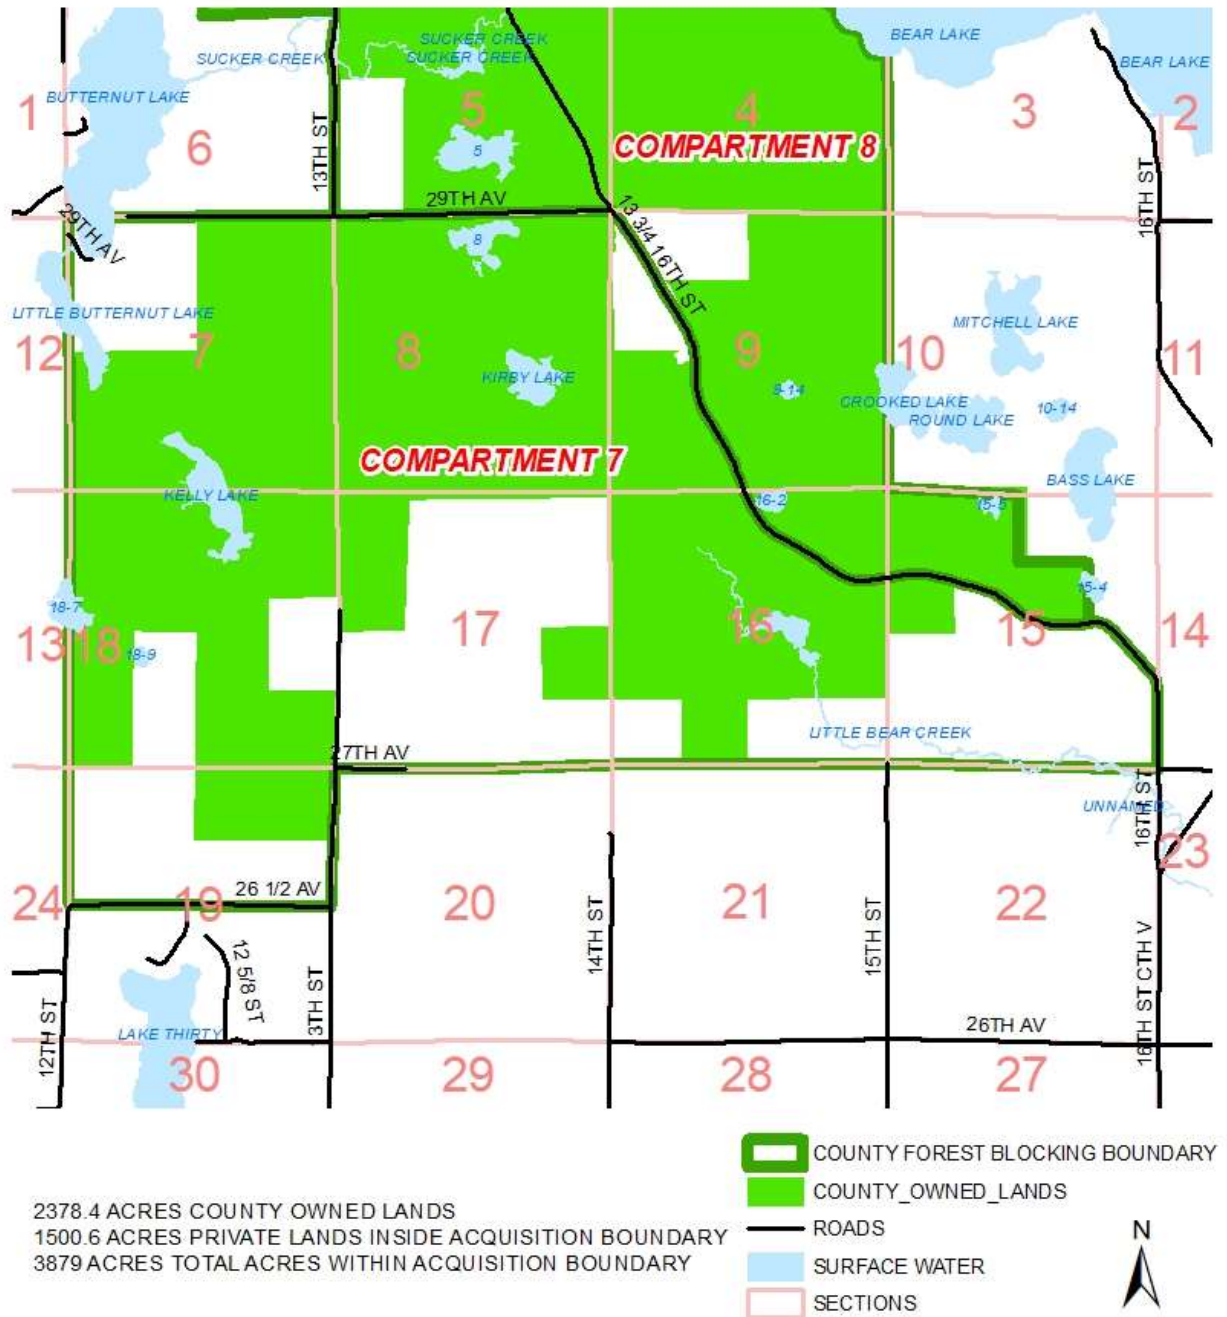 SUCKER CREEK
BEAR LAKE
SUCKER CREEK
SUCKER CREEK
BEAR LAKE
BUTTERNUT LAKE
1
6
13TH ST
5
5
4
3
2
COMPARTMENT 8
16TH ST
29TH AV
29TH AV
8
13 3/4 16TH ST
LITTLE BUTTERNUT LAKE
MITCHELL LAKE
12
7
8
9
10
11
KIRBY LAKE
9-14
CROOKED LAKE
ROUND LAKE
10-14
COMPARTMENT 7
KELLY LAKE
16-2
15-5
BASS LAKE
18-7
15-4
13
18
18-9
17
16
15
14
LITTLE BEAR CREEK
27TH AV
16TH ST
UNNAMED
23
24
26 1/2 AV
19
20
21
22
14TH ST
15TH ST
12 5/8 ST
3TH ST
12TH ST
LAKE THIRTY
26TH AV
16TH ST CTH V
30
29
28
27
COUNTY FOREST BLOCKING BOUNDARY
COUNTY_OWNED_LANDS
ROADS
SURFACE WATER
SECTIONS
N
2378.4 ACRES COUNTY OWNED LANDS
1500.6 ACRES PRIVATE LANDS INSIDE ACQUISITION BOUNDARY
3879 ACRES TOTAL ACRES WITHIN ACQUISITION BOUNDARY